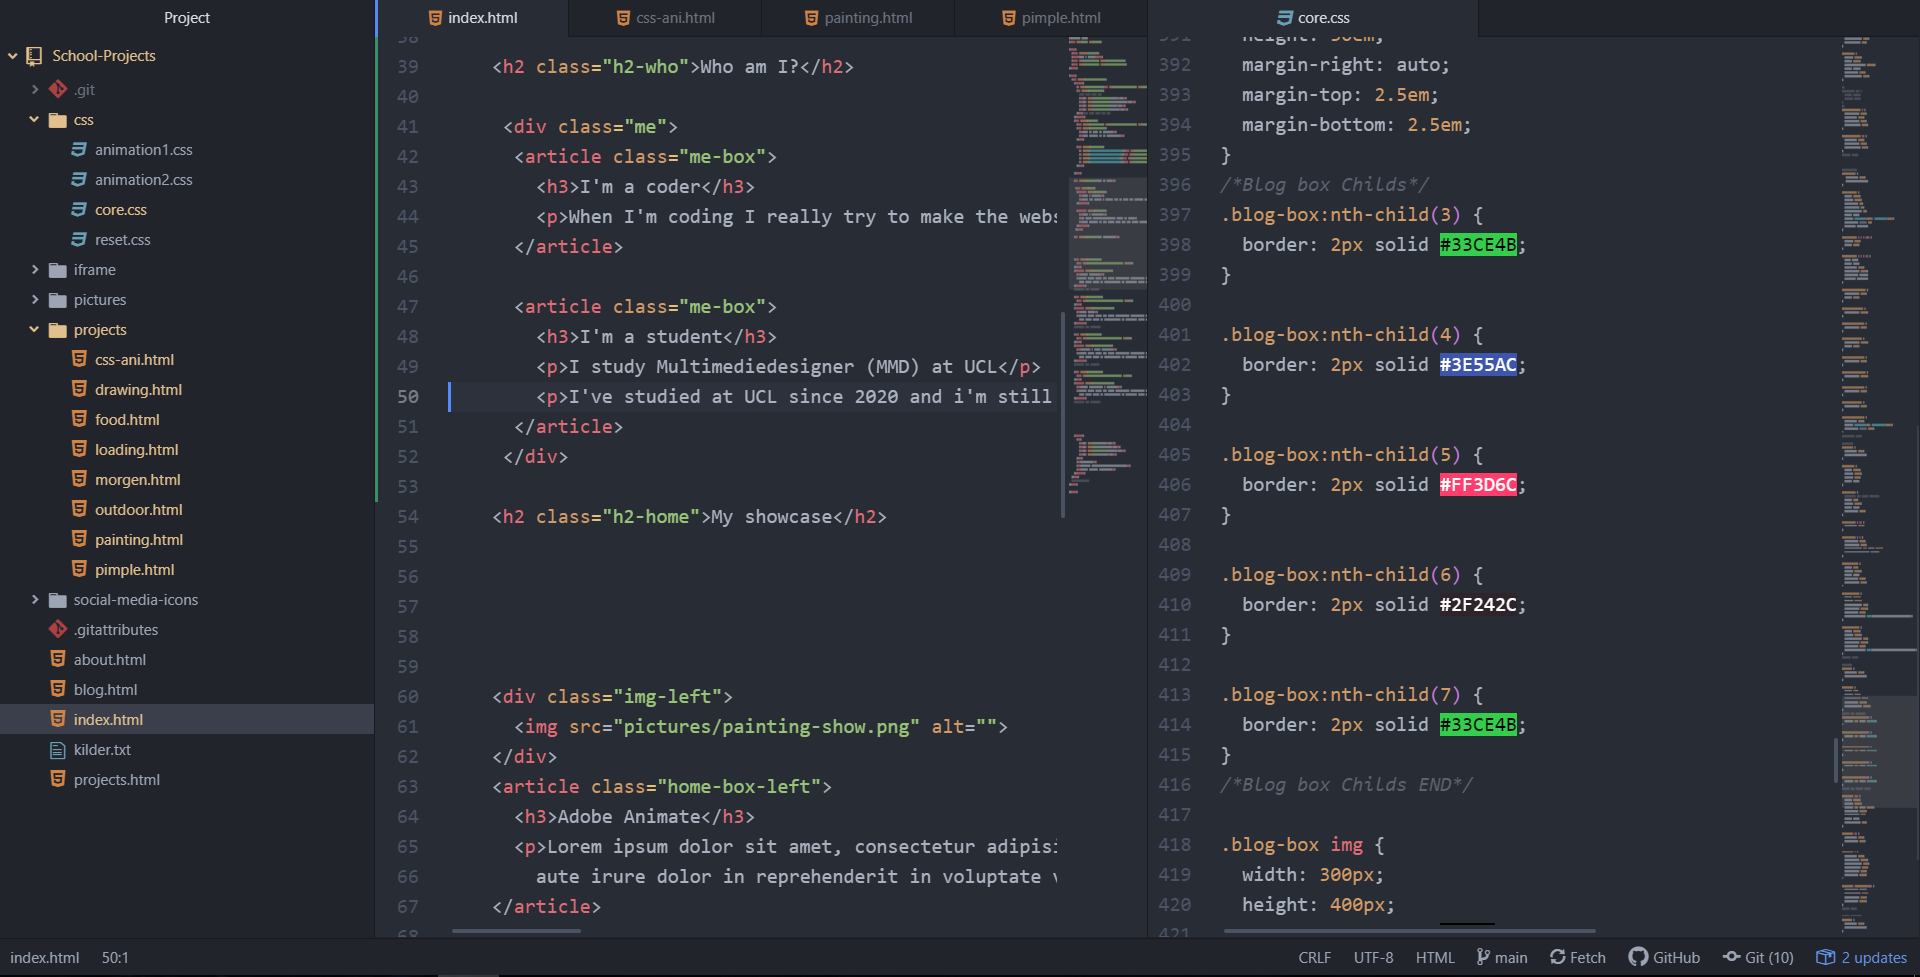 Project
School-Projects
.git
css
animation1.css
animation2.css
core.css
reset.css
iframe
pictures
projects
css-ani.html
drawing.html
food.html
loading.html
morgen.html
outdoor.html
painting.html
pimple.html
social-media-icons
.gitattributes
about.html
blog.html
index.html
kilder.txt
projects.html
index.html css-ani.html painting.html pimple.html
38
39 <h2 class="h2-who">Who am I?</h2>
40
41 <div class="me">
42 <article class="me-box">
43 <h3>I'm a coder</h3>
44 <p>When I'm coding I really try to make the webs
45 </article>
46
47 <article class="me-box">
48 <h3>I'm a student</h3>
49 <p>I study Multimediedesigner (MMD) at UCL</p>
50 <p>I've studied at UCL since 2020 and i'm still
51 </article>
52 </div>
53
54 <h2 class="h2-home">My showcase</h2>
55
56
57
58
59
60 <div class="img-left">
61 <img src="pictures/painting-show.png" alt="">
62 </div>
63 <article class="home-box-left">
64 <h3>Adobe Animate</h3>
65 <p>Lorem ipsum dolor sit amet, consectetur adipisi
66 aute irure dolor in reprehenderit in voluptate v
67 </article>
68
core.css
391 height: 50em;
392 margin-right: auto;
393 margin-top: 2.5em;
394 margin-bottom: 2.5em;
395 }
396 /*Blog box Childs*/
397 .blog-box:nth-child(3) {
398 border: 2px solid #33CE4B;
399 }
400
401 .blog-box:nth-child(4) {
402 border: 2px solid #3E55AC;
403 }
404
405 .blog-box:nth-child(5) {
406 border: 2px solid #FF3D6C;
407 }
408
409 .blog-box:nth-child(6) {
410 border: 2px solid #2F242C;
411 }
412
413 .blog-box:nth-child(7) {
414 border: 2px solid #33CE4B;
415 }
416 /*Blog box Childs END*/
417
418 .blog-box img {
419 width: 300px;
420 height: 400px;
421
index.html 50:1 CRLF UTF-8 HTML main Fetch GitHub Git (10) 2 updates